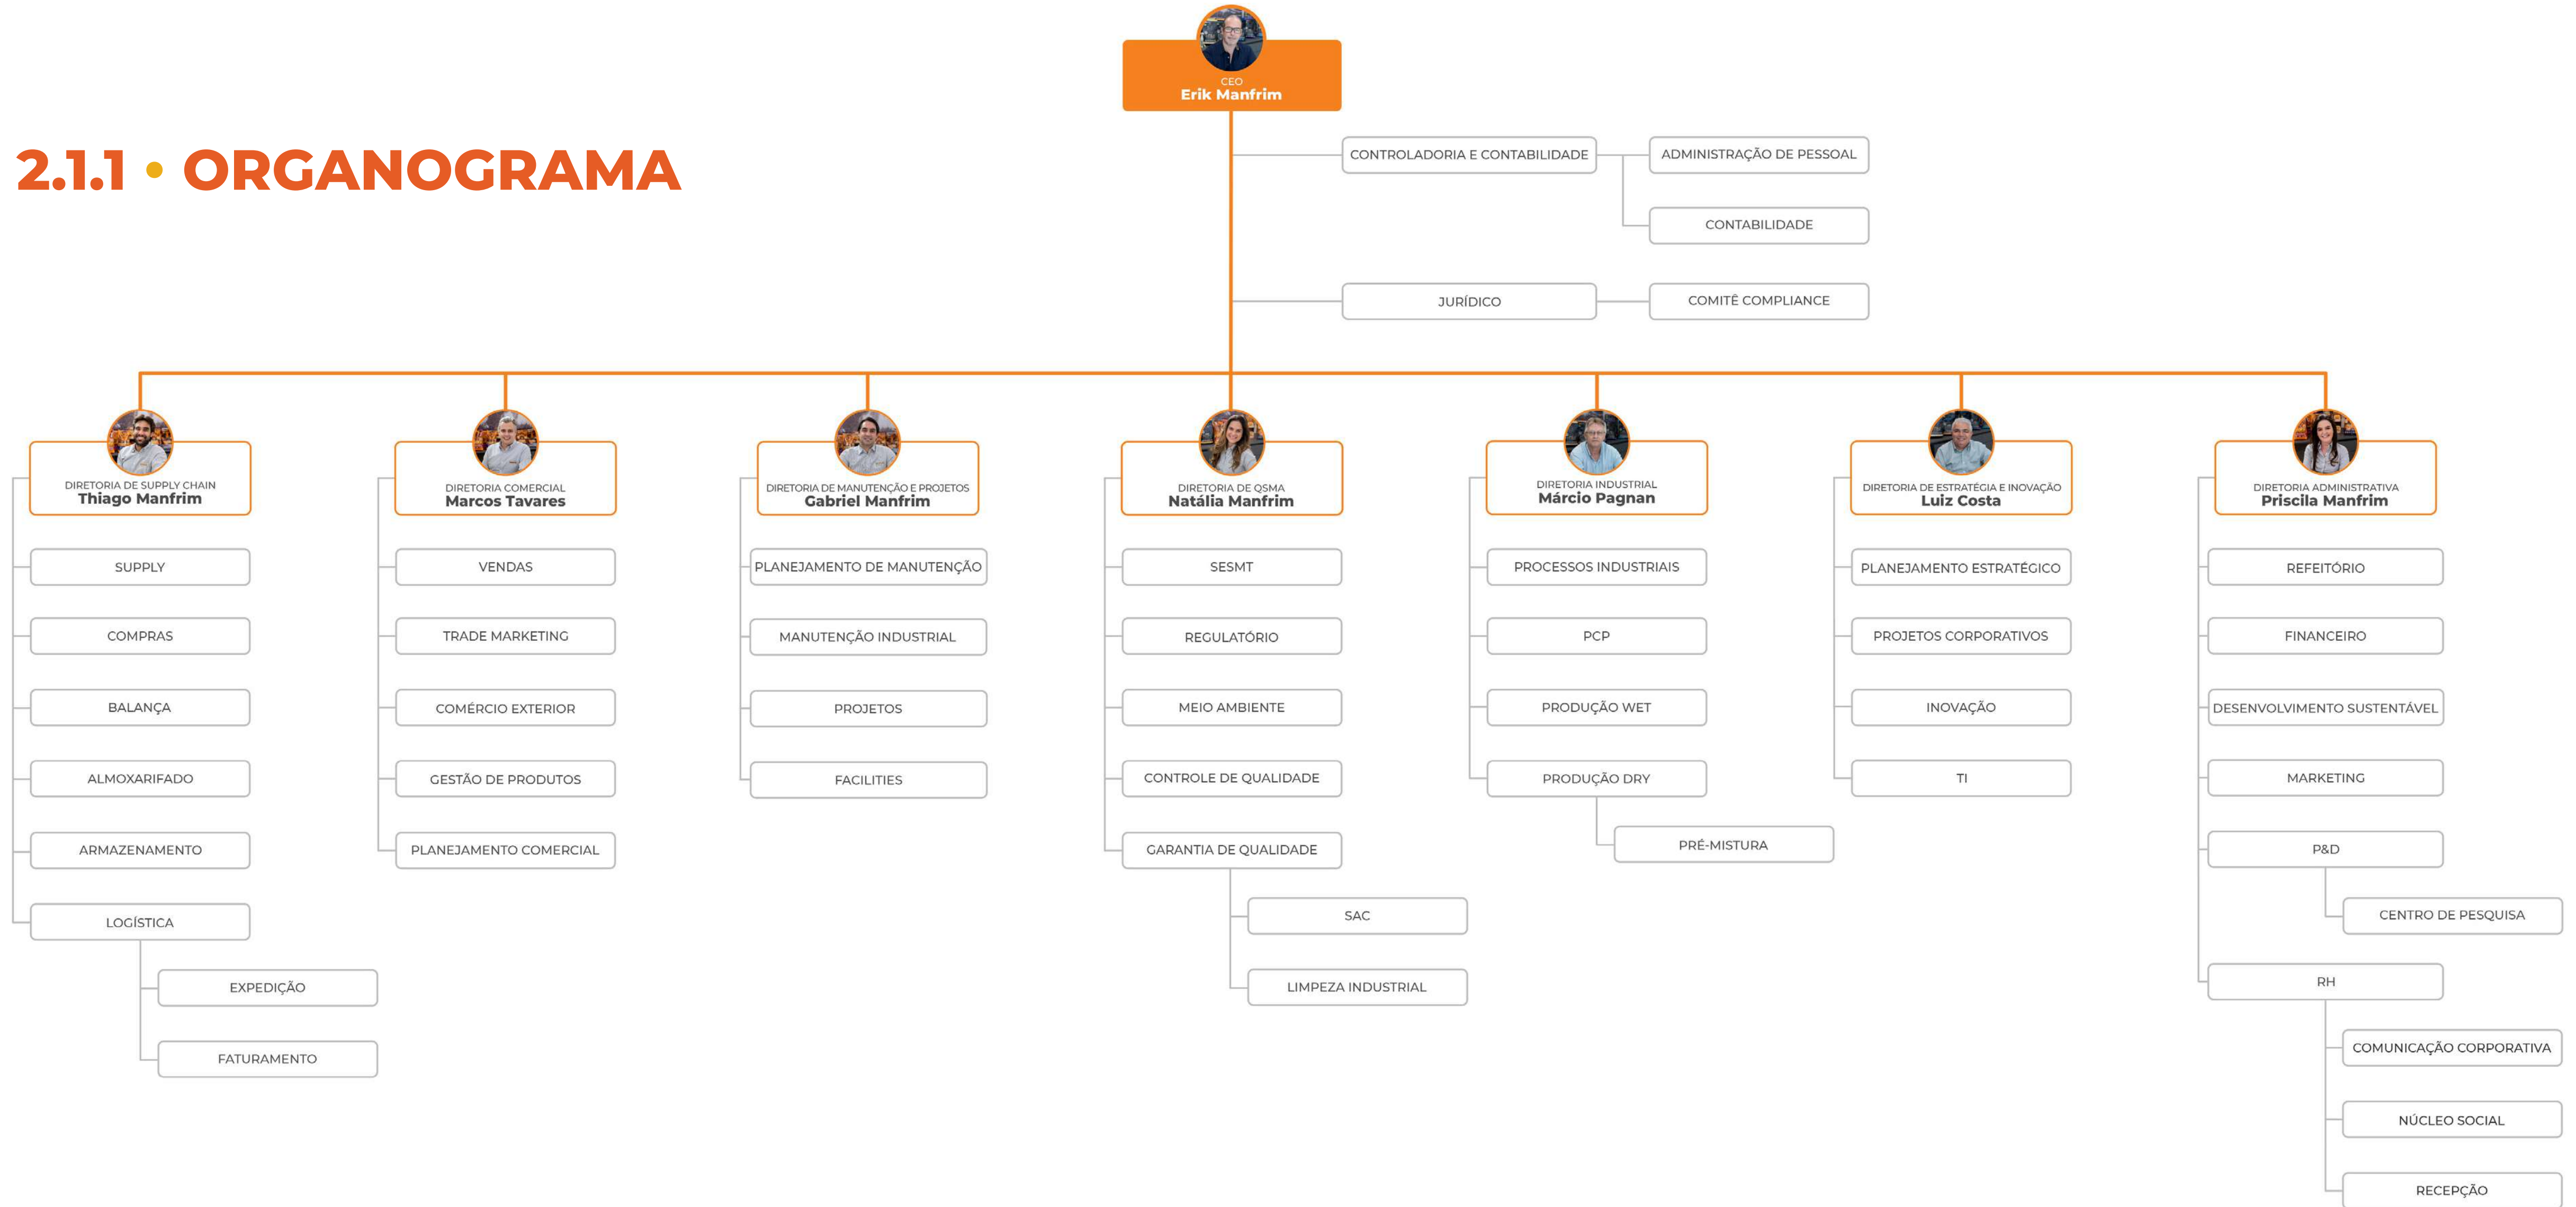 CEO
Erik Manfrim
2.1.1 • ORGANOGRAMA
CONTROLADORIA E CONTABILIDADE
ADMINISTRAÇÃO DE PESSOAL
CONTABILIDADE
JURÍDICO
COMITÊ COMPLIANCE
DIRETORIA DE SUPPLY CHAIN
Thiago Manfrim
SUPPLY
COMPRAS
BALANÇA
ALMOXARIFADO
ARMAZENAMENTO
LOGÍSTICA
EXPEDIÇÃO
FATURAMENTO
DIRETORIA COMERCIAL
Marcos Tavares
VENDAS
TRADE MARKETING
COMÉRCIO EXTERIOR
GESTÃO DE PRODUTOS
PLANEJAMENTO COMERCIAL
DIRETORIA DE MANUTENÇÃO E PROJETOS
Gabriel Manfrim
PLANEJAMENTO DE MANUTENÇÃO
MANUTENÇÃO INDUSTRIAL
PROJETOS
FACILITIES
DIRETORIA DE QSMA
Natália Manfrim
SESMT
REGULATÓRIO
MEIO AMBIENTE
CONTROLE DE QUALIDADE
GARANTIA DE QUALIDADE
SAC
LIMPEZA INDUSTRIAL
DIRETORIA INDUSTRIAL
Márcio Pagnan
PROCESSOS INDUSTRIAIS
PCP
PRODUÇÃO WET
PRODUÇÃO DRY
PRÉ-MISTURA
DIRETORIA DE ESTRATÉGIA E INOVAÇÃO
Luiz Costa
PLANEJAMENTO ESTRATÉGICO
PROJETOS CORPORATIVOS
INOVAÇÃO
TI
DIRETORIA ADMINISTRATIVA
Priscila Manfrim
REFEITÓRIO
FINANCEIRO
DESENVOLVIMENTO SUSTENTÁVEL
MARKETING
P&D
CENTRO DE PESQUISA
RH
COMUNICAÇÃO CORPORATIVA
NÚCLEO SOCIAL
RECEPÇÃO